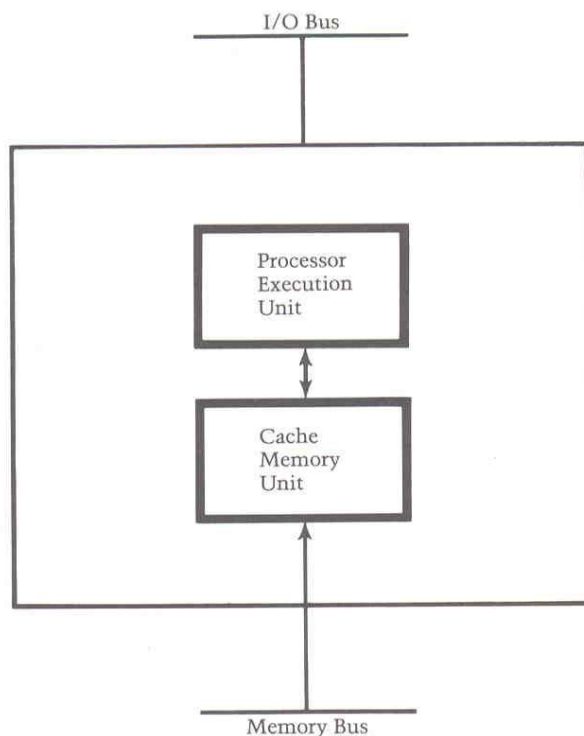 I/O Bus
Processor
Execution
Unit
Cache
Memory
Unit
Memory Bus